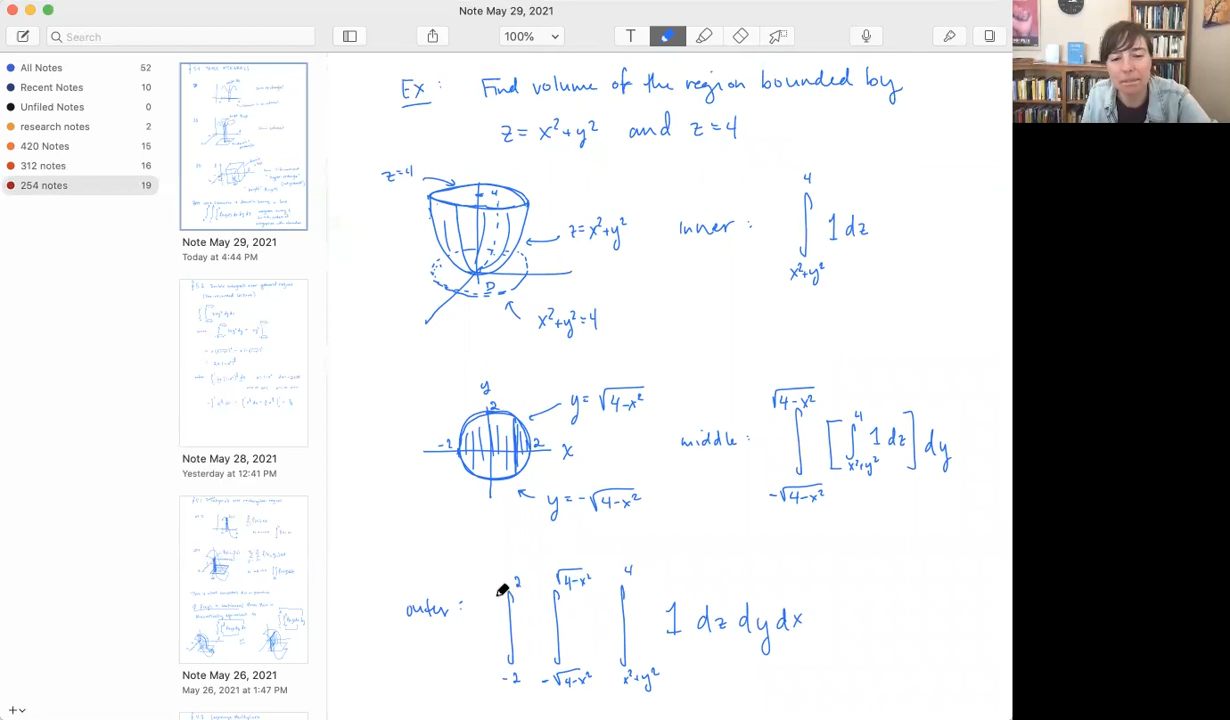 Note May 29, 2021
Search
100%
T
All Notes 52
Recent Notes 10
Unfiled Notes 0
research notes 2
420 Notes 15
312 notes 16
254 notes 19
Note May 29, 2021
Today at 4:44 PM
Note May 28, 2021
Yesterday at 12:41 PM
Note May 26, 2021
May 26, 2021 at 1:47 PM
Ex: Find volume of the region bounded by
z = x²+y² and z=4
z=4
4
z = x²+y²
D
x²+y²=4
inner: ∫_{x²+y²}^{4} 1 dz
y
2
y = √(4-x²)
-2 2 x
y = -√(4-x²)
middle: ∫_{-√(4-x²)}^{√(4-x²)} [∫_{x²+y²}^{4} 1 dz] dy
outer: ∫_{-2}^{2} ∫_{-√(4-x²)}^{√(4-x²)} ∫_{x²+y²}^{4} 1 dz dy dx